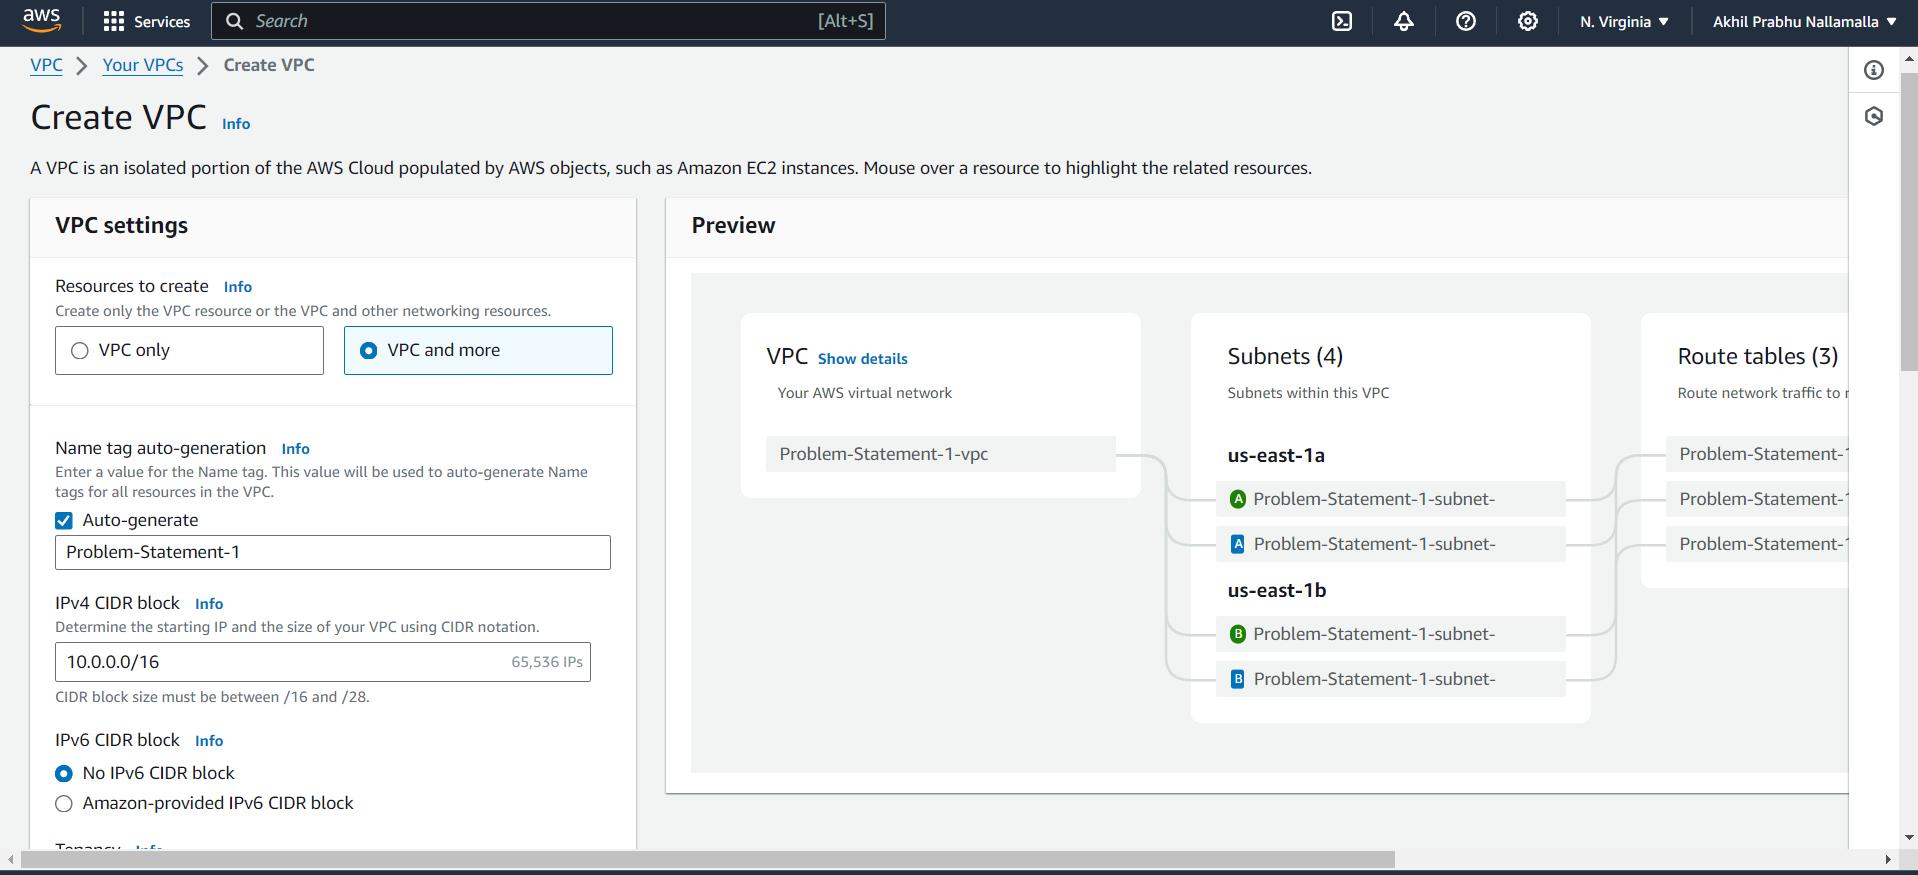 aws
Services
Search
[Alt+S]
N. Virginia
Akhil Prabhu Nallamalla
VPC
Your VPCs
Create VPC
Create VPC Info
A VPC is an isolated portion of the AWS Cloud populated by AWS objects, such as Amazon EC2 instances. Mouse over a resource to highlight the related resources.
VPC settings
Resources to create Info
Create only the VPC resource or the VPC and other networking resources.
VPC only
VPC and more
Name tag auto-generation Info
Enter a value for the Name tag. This value will be used to auto-generate Name
tags for all resources in the VPC.
Auto-generate
Problem-Statement-1
IPv4 CIDR block Info
Determine the starting IP and the size of your VPC using CIDR notation.
10.0.0.0/16 65,536 IPs
CIDR block size must be between /16 and /28.
IPv6 CIDR block Info
No IPv6 CIDR block
Amazon-provided IPv6 CIDR block
Tenancy Info
Preview
VPC Show details
Your AWS virtual network
Problem-Statement-1-vpc
Subnets (4)
Subnets within this VPC
us-east-1a
A Problem-Statement-1-subnet-
A Problem-Statement-1-subnet-
us-east-1b
B Problem-Statement-1-subnet-
B Problem-Statement-1-subnet-
Route tables (3)
Route network traffic to
Problem-Statement-1
Problem-Statement-1
Problem-Statement-1